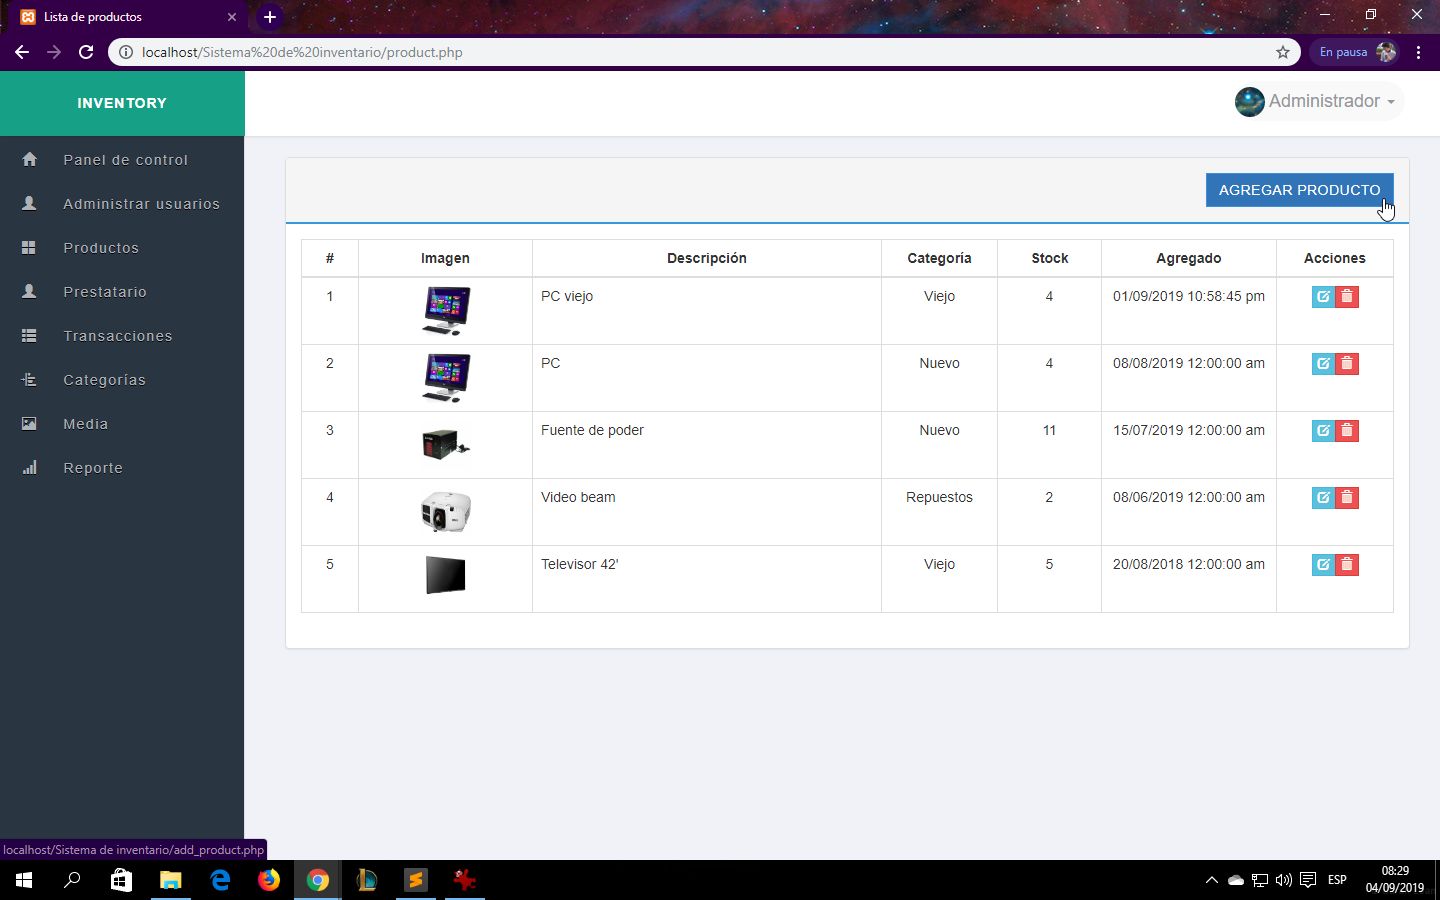 Lista de productos
localhost/Sistema%20de%20inventario/product.php
En pausa
INVENTORY
Administrador
Panel de control
Administrar usuarios
Productos
Prestatario
Transacciones
Categorías
Media
Reporte
AGREGAR PRODUCTO
# Imagen Descripción Categoría Stock Agregado Acciones
1 PC viejo Viejo 4 01/09/2019 10:58:45 pm
2 PC Nuevo 4 08/08/2019 12:00:00 am
3 Fuente de poder Nuevo 11 15/07/2019 12:00:00 am
4 Video beam Repuestos 2 08/06/2019 12:00:00 am
5 Televisor 42' Viejo 5 20/08/2018 12:00:00 am
localhost/Sistema de inventario/add_product.php
ESP
08:29
04/09/2019